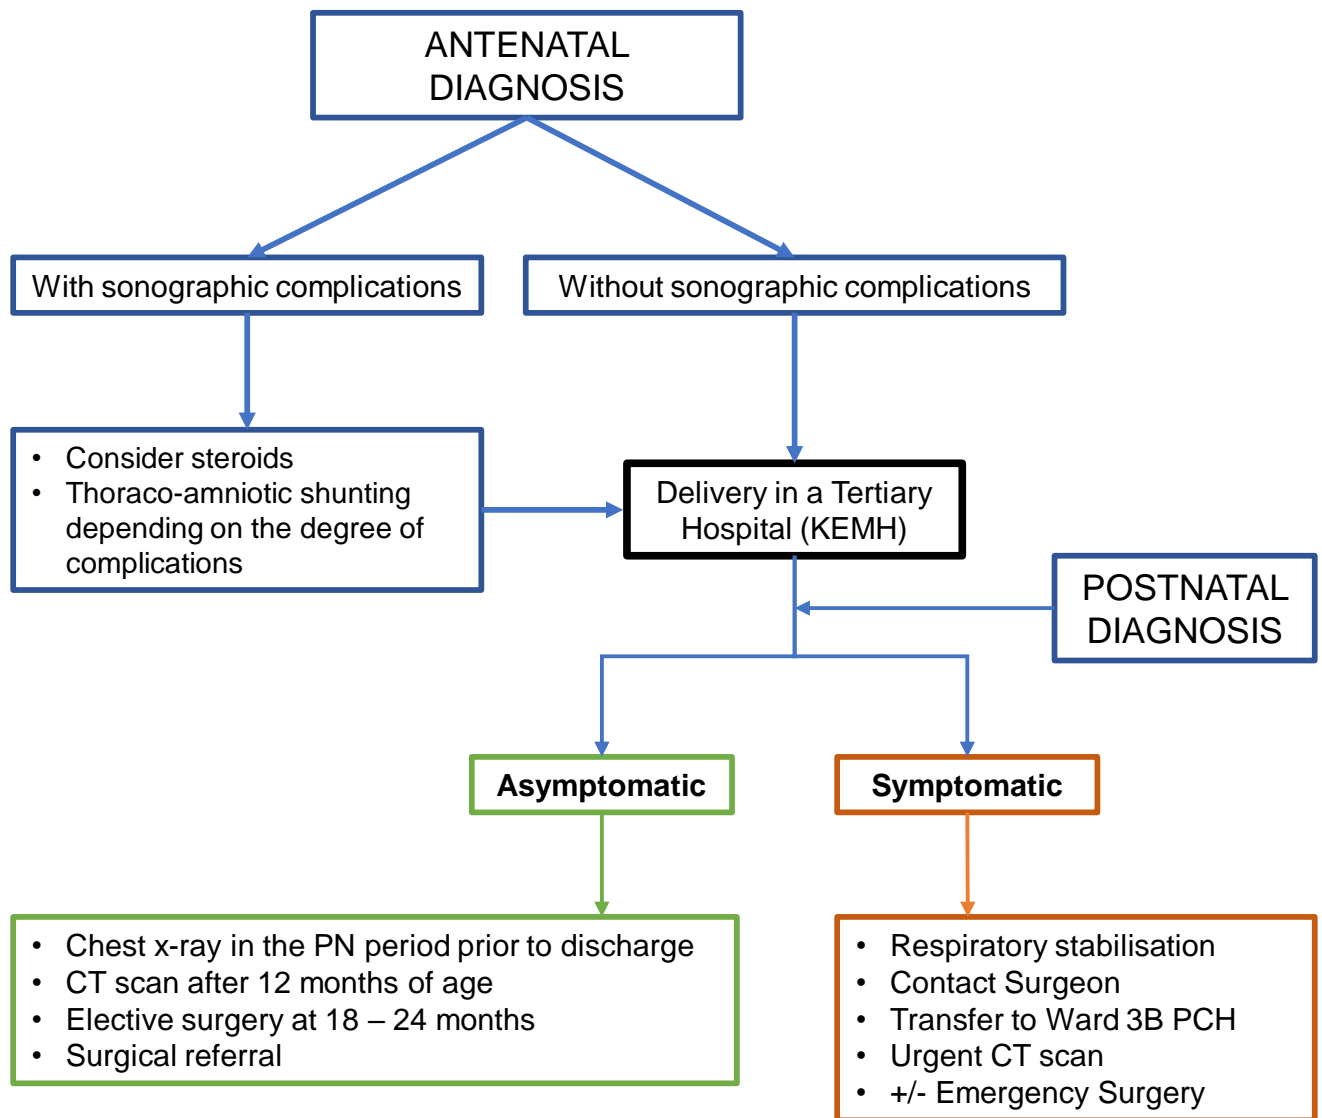 ANTENATAL
DIAGNOSIS
With sonographic complications
Without sonographic complications
• Consider steroids
• Thoraco-amniotic shunting
depending on the degree of
complications
Delivery in a Tertiary
Hospital (KEMH)
POSTNATAL
DIAGNOSIS
Asymptomatic
Symptomatic
• Chest x-ray in the PN period prior to discharge
• CT scan after 12 months of age
• Elective surgery at 18 – 24 months
• Surgical referral
• Respiratory stabilisation
• Contact Surgeon
• Transfer to Ward 3B PCH
• Urgent CT scan
• +/- Emergency Surgery